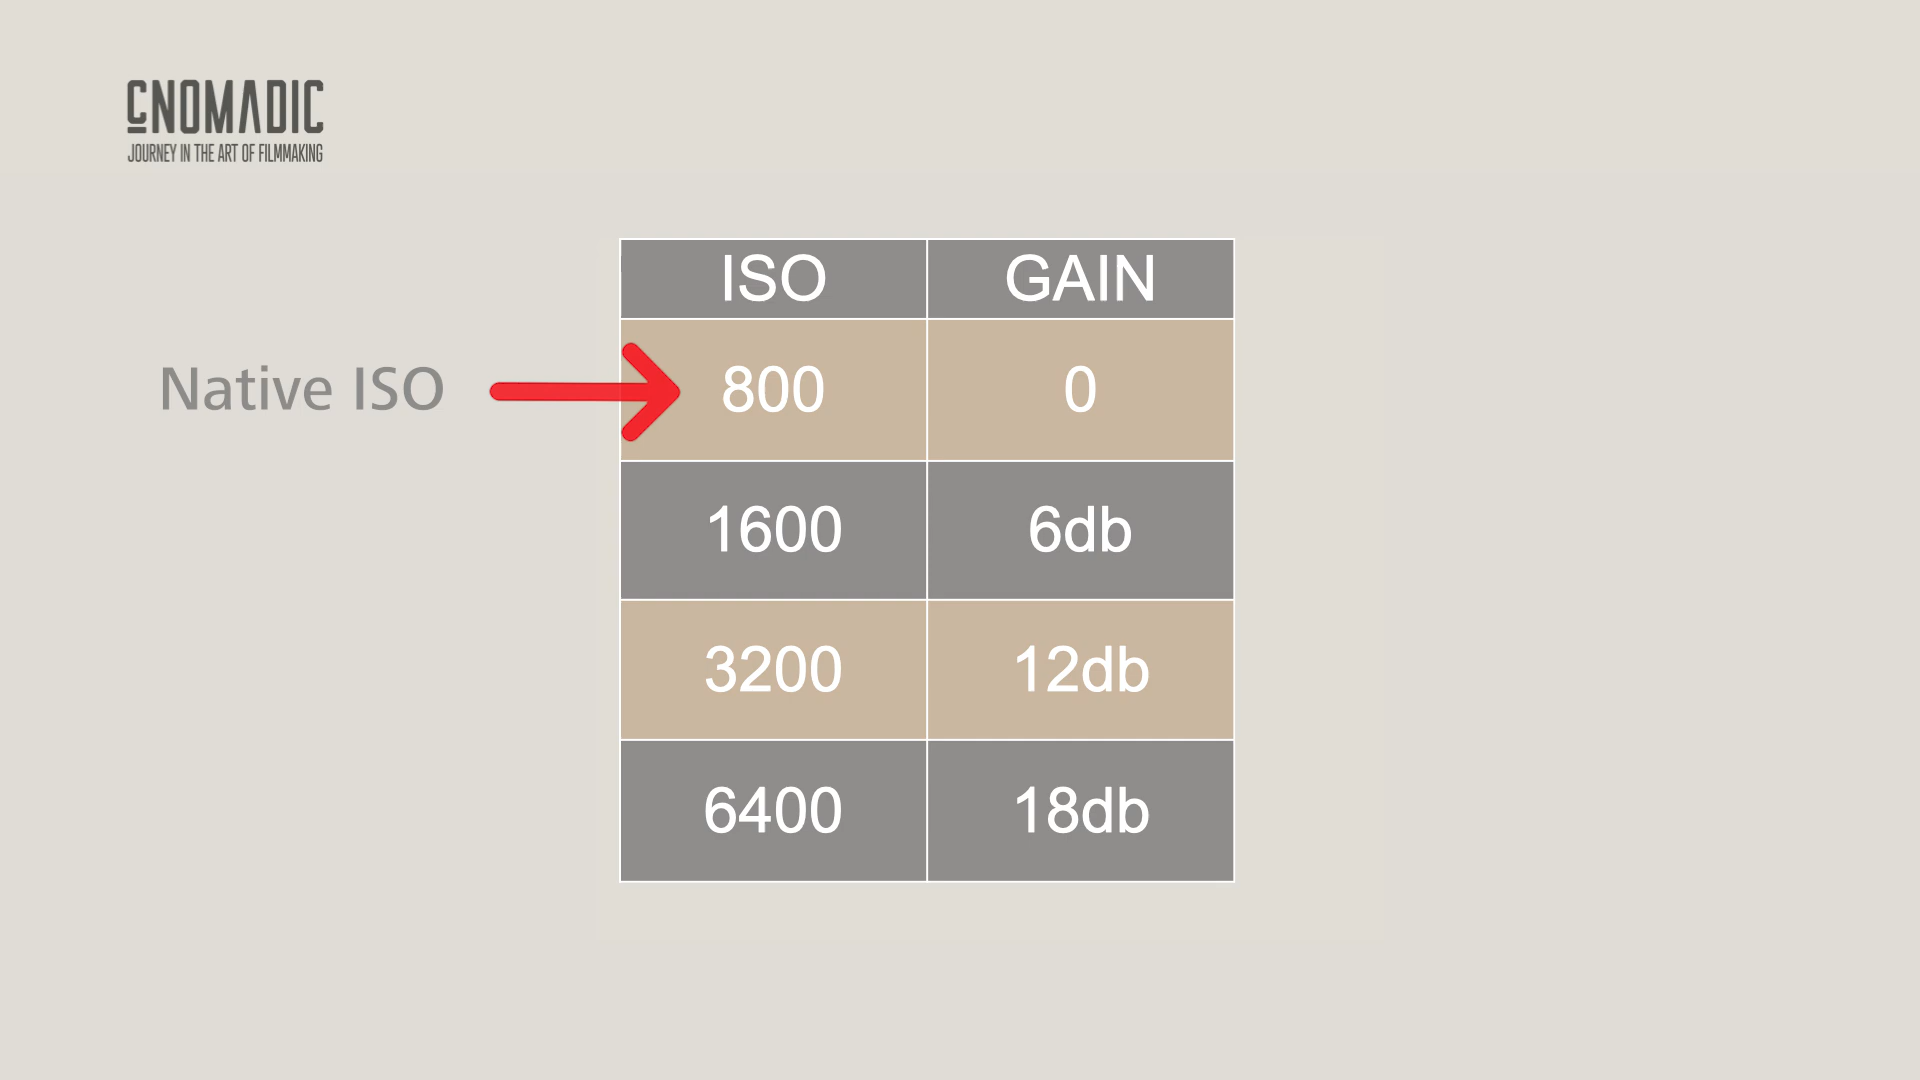 CNOMADIC
JOURNEY IN THE ART OF FILMMAKING
ISO GAIN
Native ISO 800 0
1600 6db
3200 12db
6400 18db